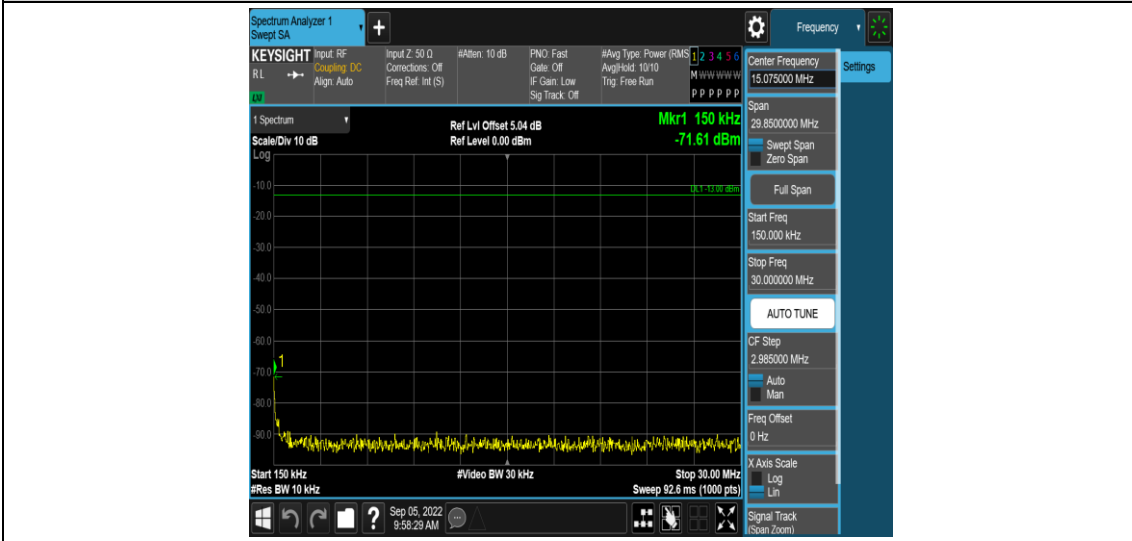 Spectrum Analyzer 1
Swept SA
+
Frequency
KEYSIGHT
RL
Input: RF
Coupling: DC
Align: Auto
Input Z: 50 Ω
Corrections: Off
Freq Ref: Int (S)
#Atten: 10 dB
PNO: Fast
Gate: Off
IF Gain: Low
Sig Track: Off
#Avg Type: Power (RMS
Avg|Hold: 10/10
Trig: Free Run
1 2 3 4 5 6
M W W W W W
P P P P P P
1 Spectrum
Scale/Div 10 dB
Log
Ref Lvl Offset 5.04 dB
Ref Level 0.00 dBm
Mkr1 150 kHz
-71.61 dBm
DL1 -13.00 dBm
-10.0
-20.0
-30.0
-40.0
-50.0
-60.0
1
-70.0
-80.0
-90.0
Start 150 kHz
#Res BW 10 kHz
#Video BW 30 kHz
Stop 30.00 MHz
Sweep 92.6 ms (1000 pts)
Center Frequency
15.075000 MHz
Settings
Span
29.8500000 MHz
Swept Span
Zero Span
Full Span
Start Freq
150.000 kHz
Stop Freq
30.000000 MHz
AUTO TUNE
CF Step
2.985000 MHz
Auto
Man
Freq Offset
0 Hz
X Axis Scale
Log
Lin
Signal Track
(Span Zoom)
?
Sep 05, 2022
9:58:29 AM